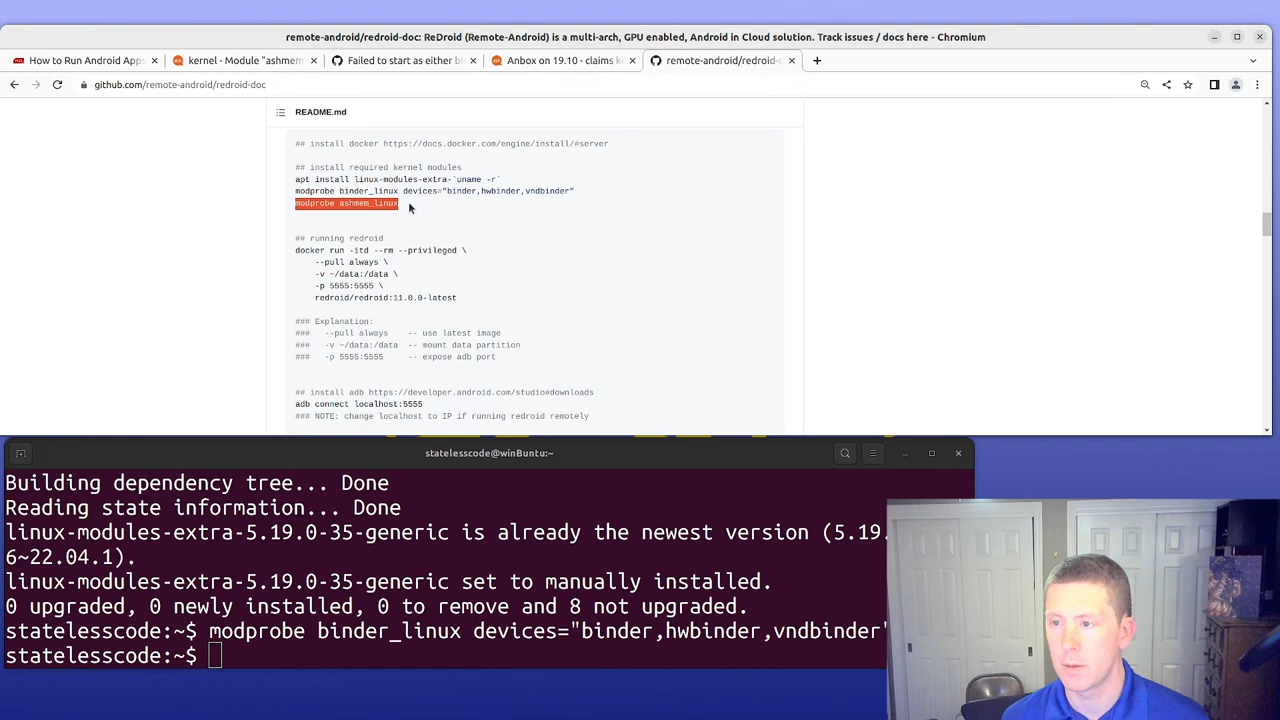 remote-android/redroid-doc: ReDroid (Remote-Android) is a multi-arch, GPU enabled, Android in Cloud solution. Track issues / docs here - Chromium
How to Run Android Apps
kernel - Module "ashmem
Failed to start as either bi
Anbox on 19.10 - claims ke
remote-android/redroid-d
github.com/remote-android/redroid-doc
README.md
## install docker https://docs.docker.com/engine/install/#server
## install required kernel modules
apt install linux-modules-extra-`uname -r`
modprobe binder_linux devices="binder,hwbinder,vndbinder"
modprobe ashmem_linux
## running redroid
docker run -itd --rm --privileged \
--pull always \
-v ~/data:/data \
-p 5555:5555 \
redroid/redroid:11.0.0-latest
### Explanation:
### --pull always -- use latest image
### -v ~/data:/data -- mount data partition
### -p 5555:5555 -- expose adb port
## install adb https://developer.android.com/studio#downloads
adb connect localhost:5555
### NOTE: change localhost to IP if running redroid remotely
statelesscode@winBuntu:~
Building dependency tree... Done
Reading state information... Done
linux-modules-extra-5.19.0-35-generic is already the newest version (5.19.
6~22.04.1).
linux-modules-extra-5.19.0-35-generic set to manually installed.
0 upgraded, 0 newly installed, 0 to remove and 8 not upgraded.
statelesscode:~$ modprobe binder_linux devices="binder,hwbinder,vndbinder"
statelesscode:~$